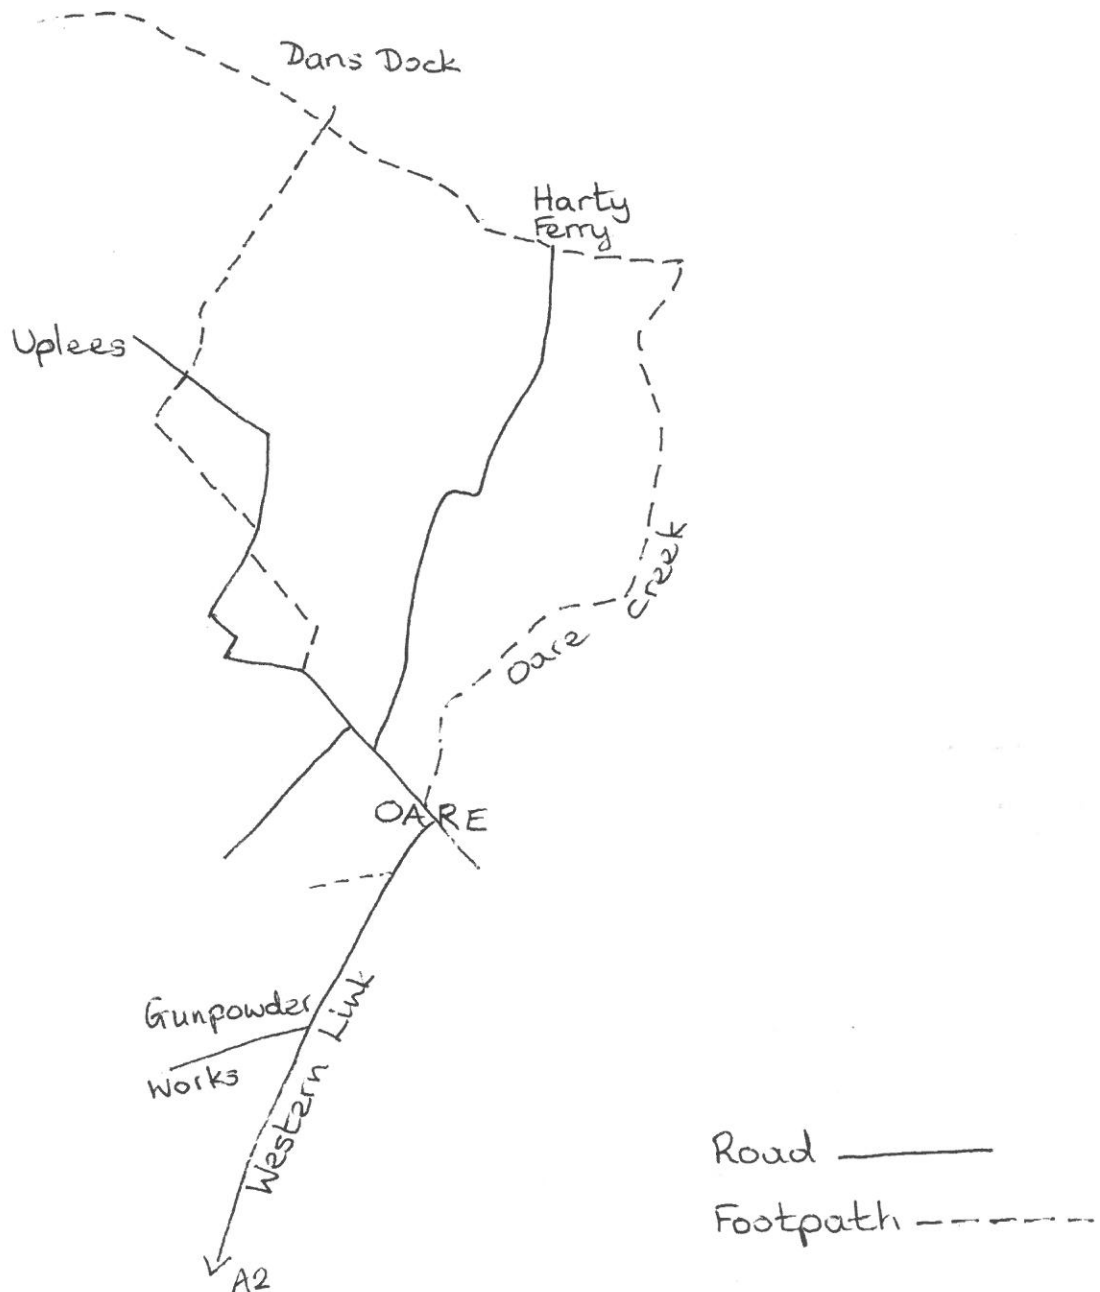 Dans Dock
Harty
Ferry
Uplees
Oare Creek
OARE
Gunpowder
Works
Western Link
A2
Road
Footpath